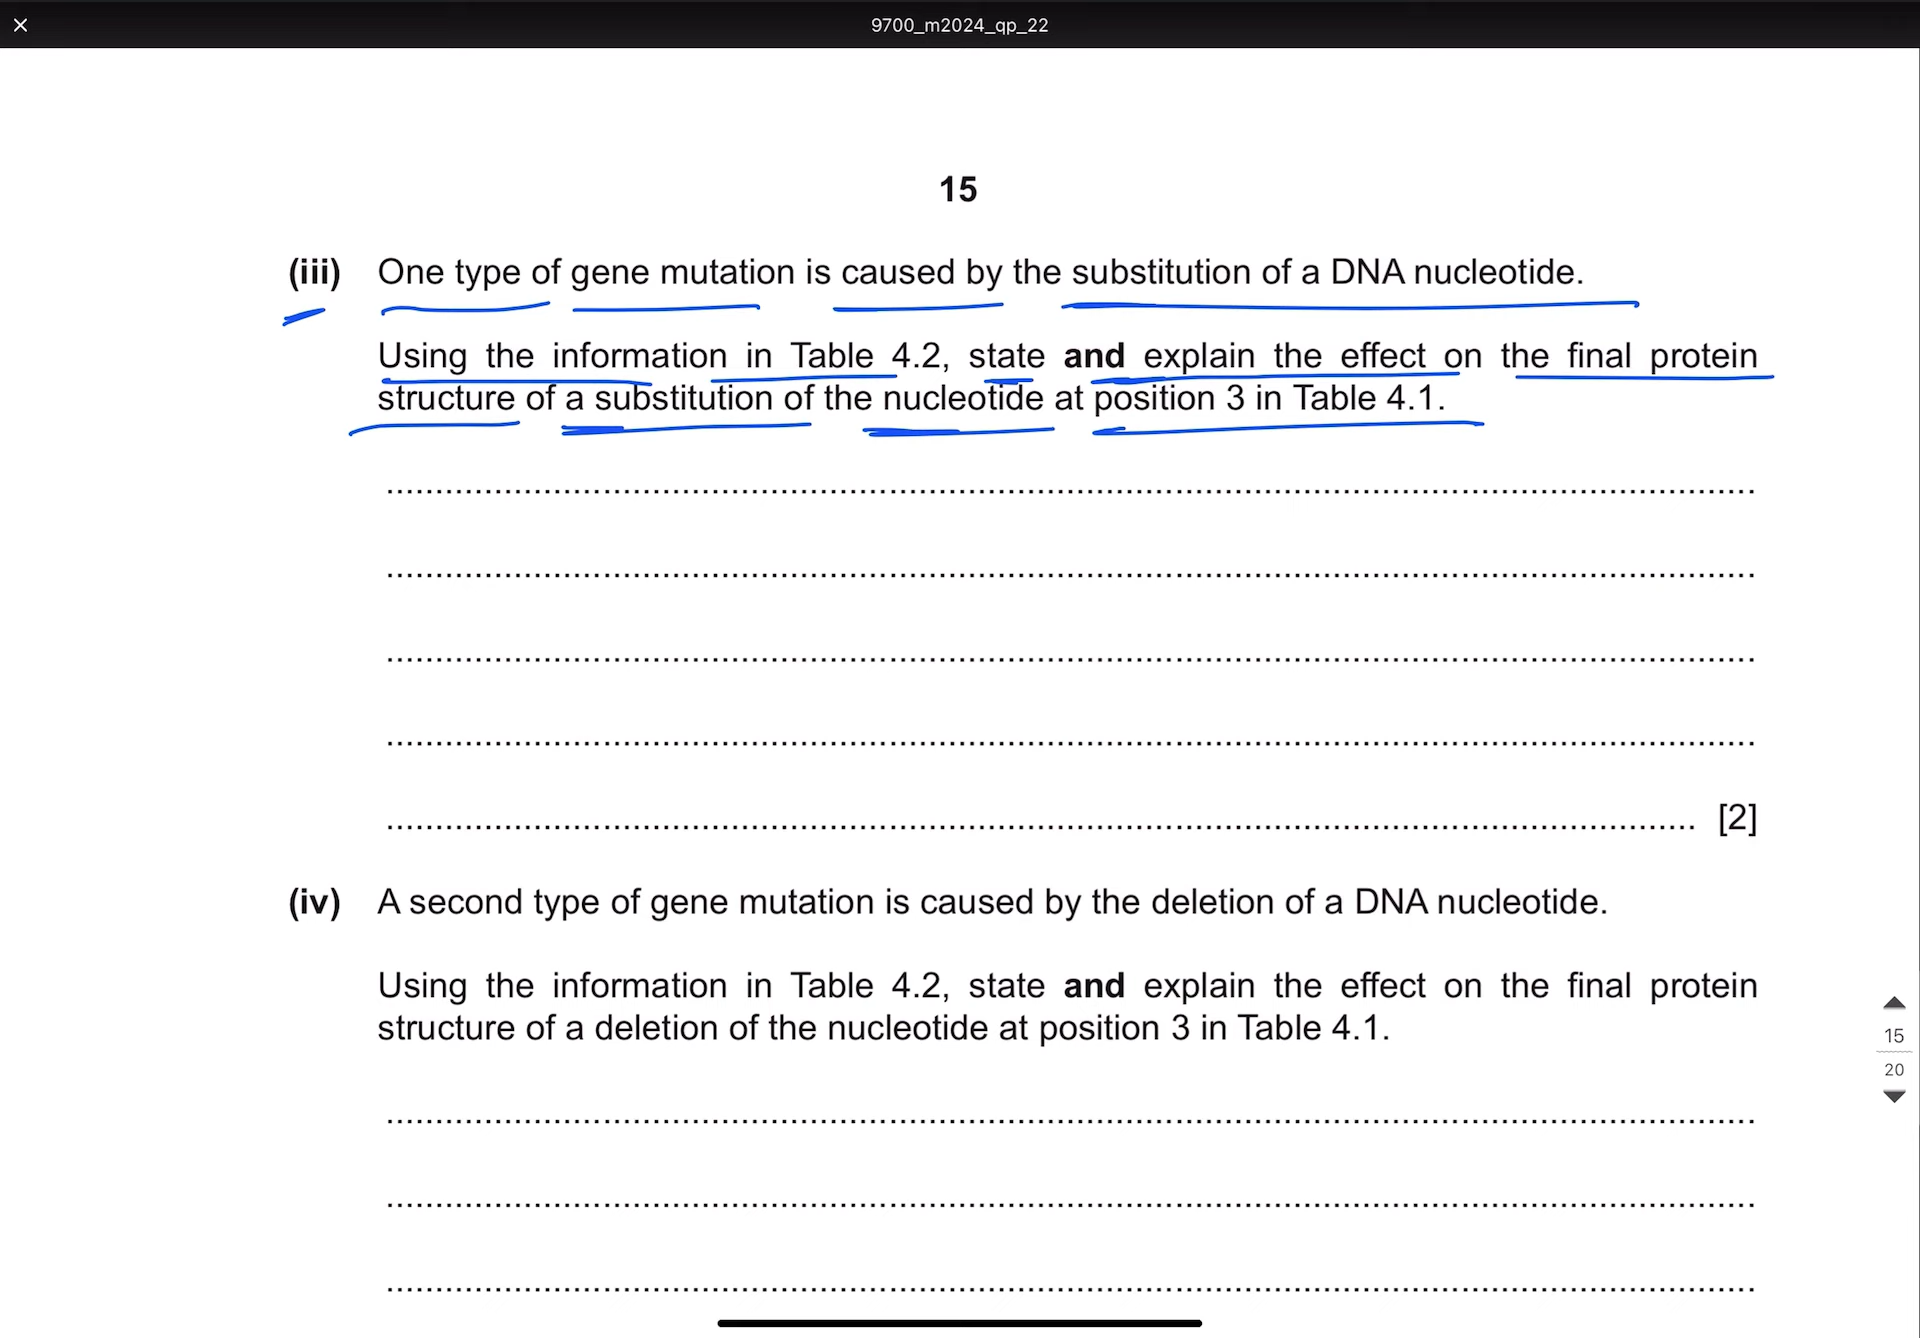 9700_m2024_qp_22
15
(iii) One type of gene mutation is caused by the substitution of a DNA nucleotide.
Using the information in Table 4.2, state and explain the effect on the final protein
structure of a substitution of the nucleotide at position 3 in Table 4.1.
[2]
(iv) A second type of gene mutation is caused by the deletion of a DNA nucleotide.
Using the information in Table 4.2, state and explain the effect on the final protein
structure of a deletion of the nucleotide at position 3 in Table 4.1.
15
20